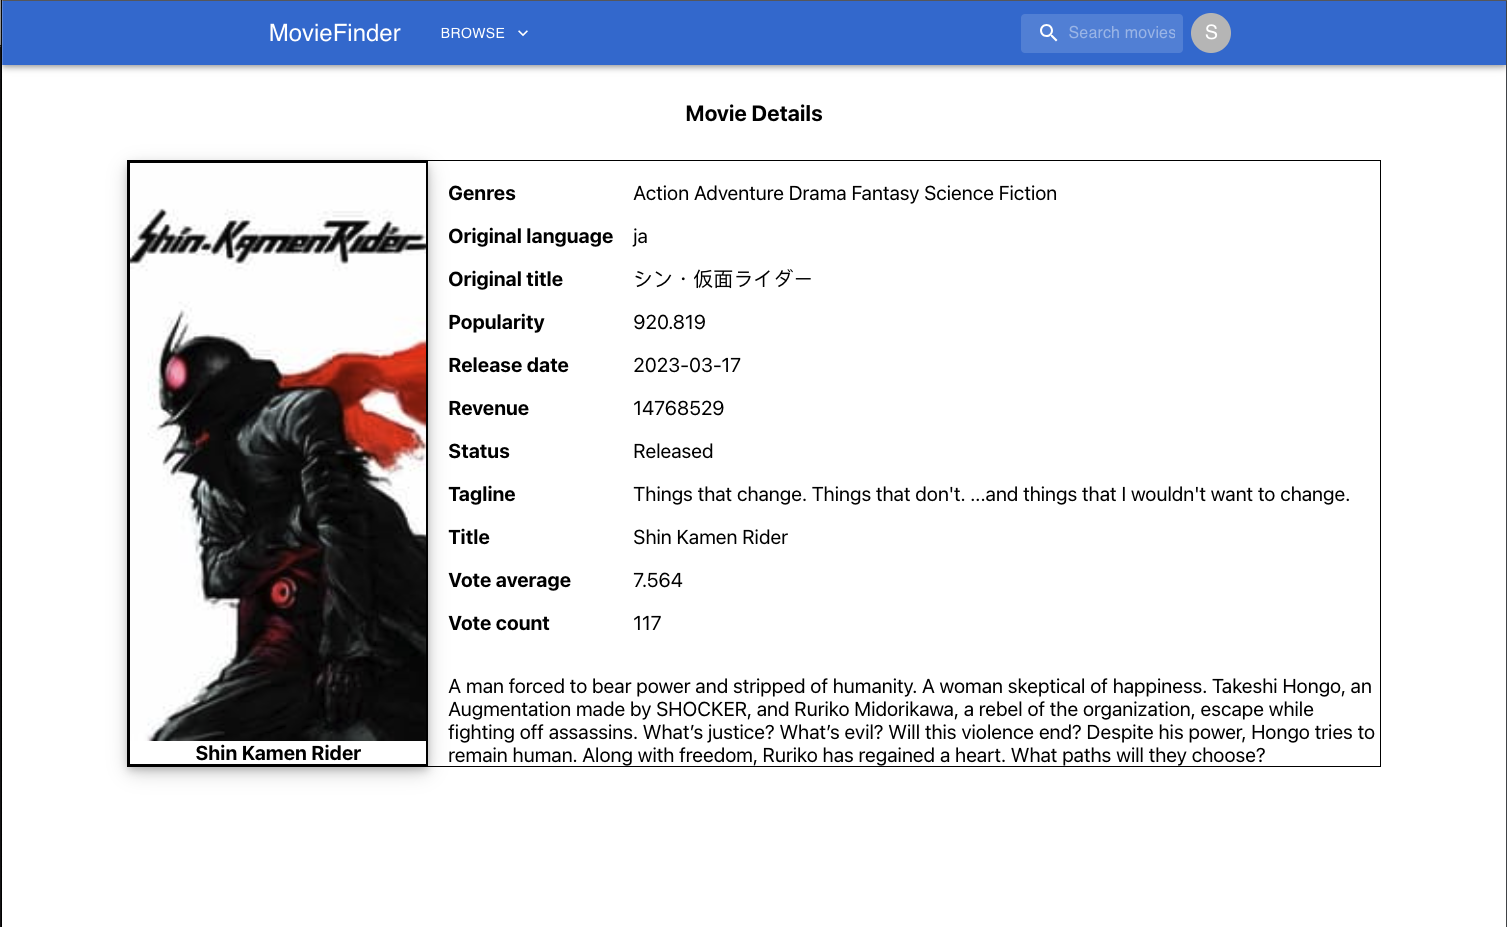 MovieFinder BROWSE Search movies S
Movie Details
Shin·Kamen Rider
Shin Kamen Rider
Genres Action Adventure Drama Fantasy Science Fiction
Original language ja
Original title シン・仮面ライダー
Popularity 920.819
Release date 2023-03-17
Revenue 14768529
Status Released
Tagline Things that change. Things that don't. ...and things that I wouldn't want to change.
Title Shin Kamen Rider
Vote average 7.564
Vote count 117
A man forced to bear power and stripped of humanity. A woman skeptical of happiness. Takeshi Hongo, an
Augmentation made by SHOCKER, and Ruriko Midorikawa, a rebel of the organization, escape while
fighting off assassins. What’s justice? What’s evil? Will this violence end? Despite his power, Hongo tries to
remain human. Along with freedom, Ruriko has regained a heart. What paths will they choose?